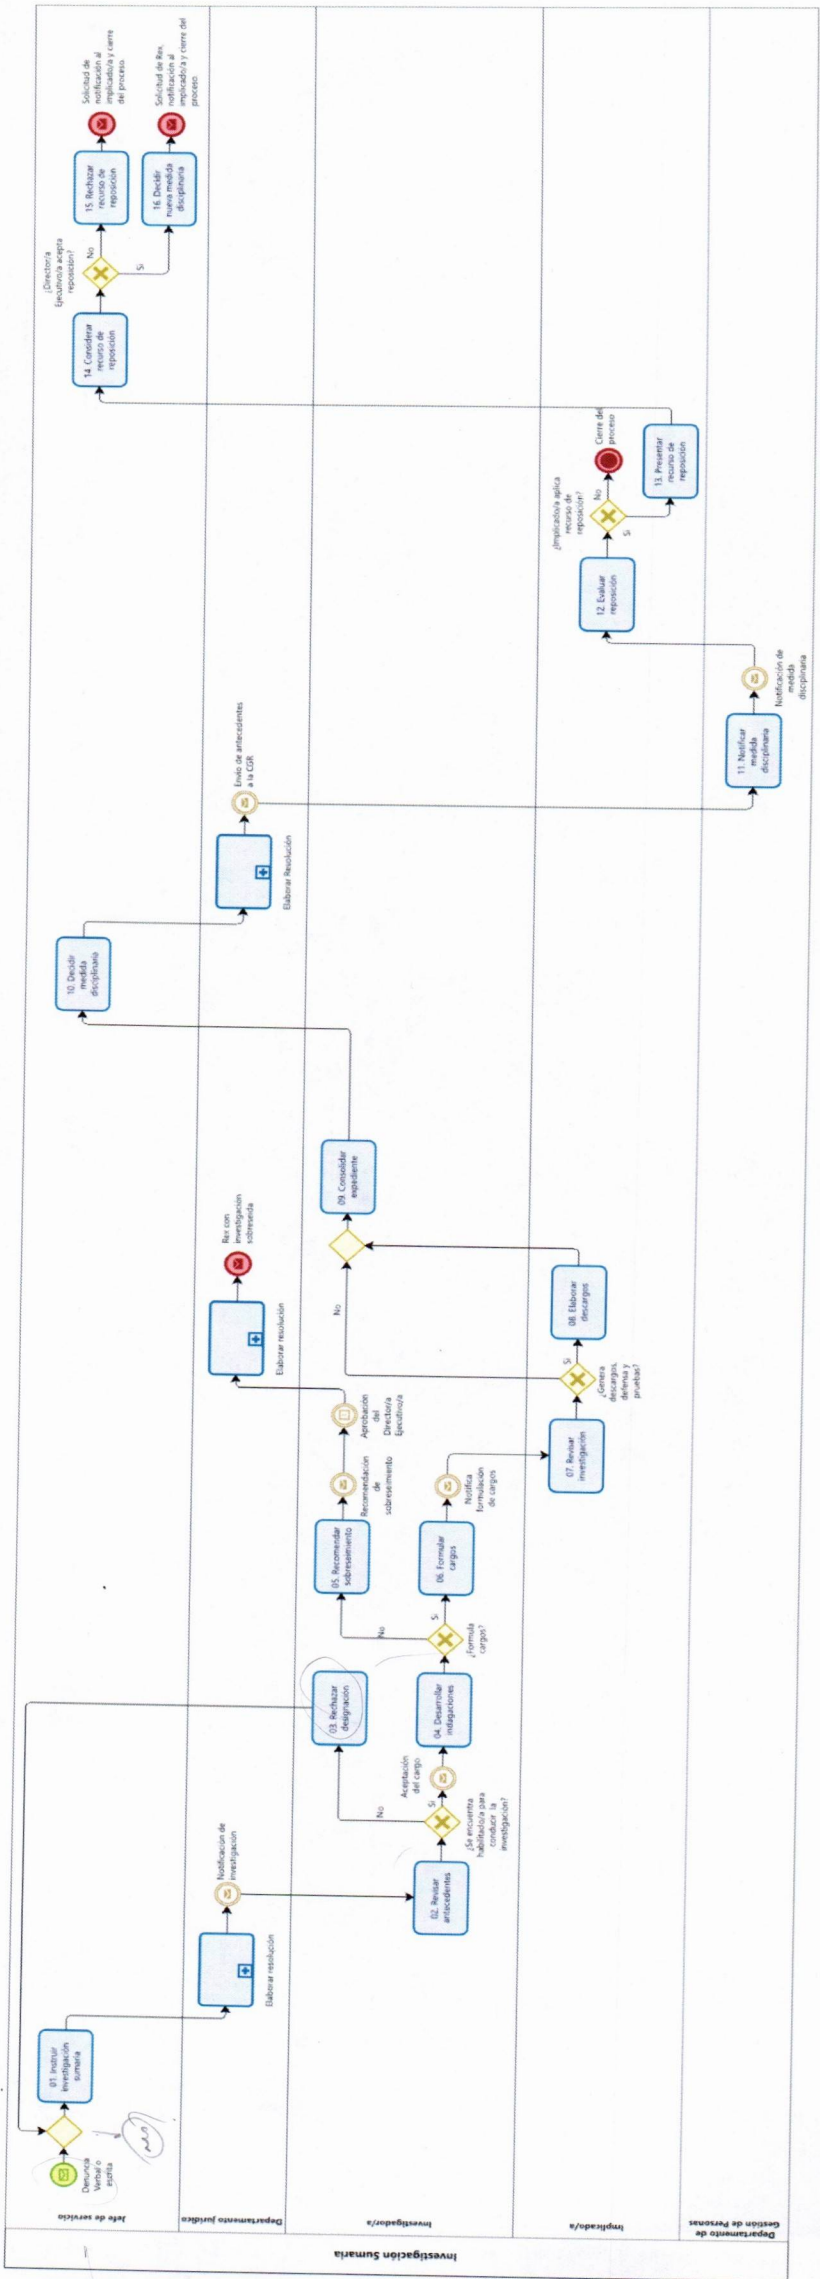 Investigación Sumaria
Jefe de servicio
Departamento jurídico
Investigador/a
Implicado/a
Departamento de
Gestión de Personas
Denuncia
Verbal o
escrita
01. Instruir
investigación
sumaria
Elaborar resolución
Notificación de
investigación
02. Revisar
antecedentes
¿Se encuentra
habilitado/a para
conducir la
investigación?
No
Si
03. Rechazar
designación
Aceptación
del cargo
04. Desarrollar
indagaciones
¿Formula
cargos?
No
Si
05. Recomendar
sobreseimiento
Recomendación
de
sobreseimiento
Aprobación
del
Director/a
Ejecutivo/a
Elaborar resolución
Rex con
investigación
sobreseida
06. Formular
cargos
Notifica
formulación
de cargos
07. Revisar
investigación
¿Genera
descargos,
defensa y
pruebas?
No
Si
08. Elaborar
descargos
09. Consolidar
expediente
10. Decidir
medida
disciplinaria
Elaborar Resolución
Envío de antecedentes
a la CGR
11. Notificar
medida
disciplinaria
Notificación de
medida
disciplinaria
12. Evaluar
reposición
¿Implicado/a aplica
recurso de
reposición?
No
Si
Cierre del
proceso
13. Presentar
recurso de
reposición
14. Considerar
recurso de
reposición
¿Director/a
Ejecutivo/a acepta
reposición?
No
Si
15. Rechazar
recurso de
reposición
Solicitud de
notificación al
implicado/a y cierre
del proceso.
16. Decidir
nueva medida
disciplinaria
Solicitud de Rex,
notificación al
implicado/a y cierre del
proceso.